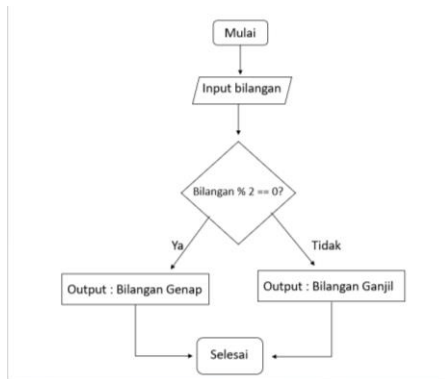 Mulai
Input bilangan
Bilangan % 2 == 0?
Ya
Tidak
Output : Bilangan Genap
Output : Bilangan Ganjil
Selesai